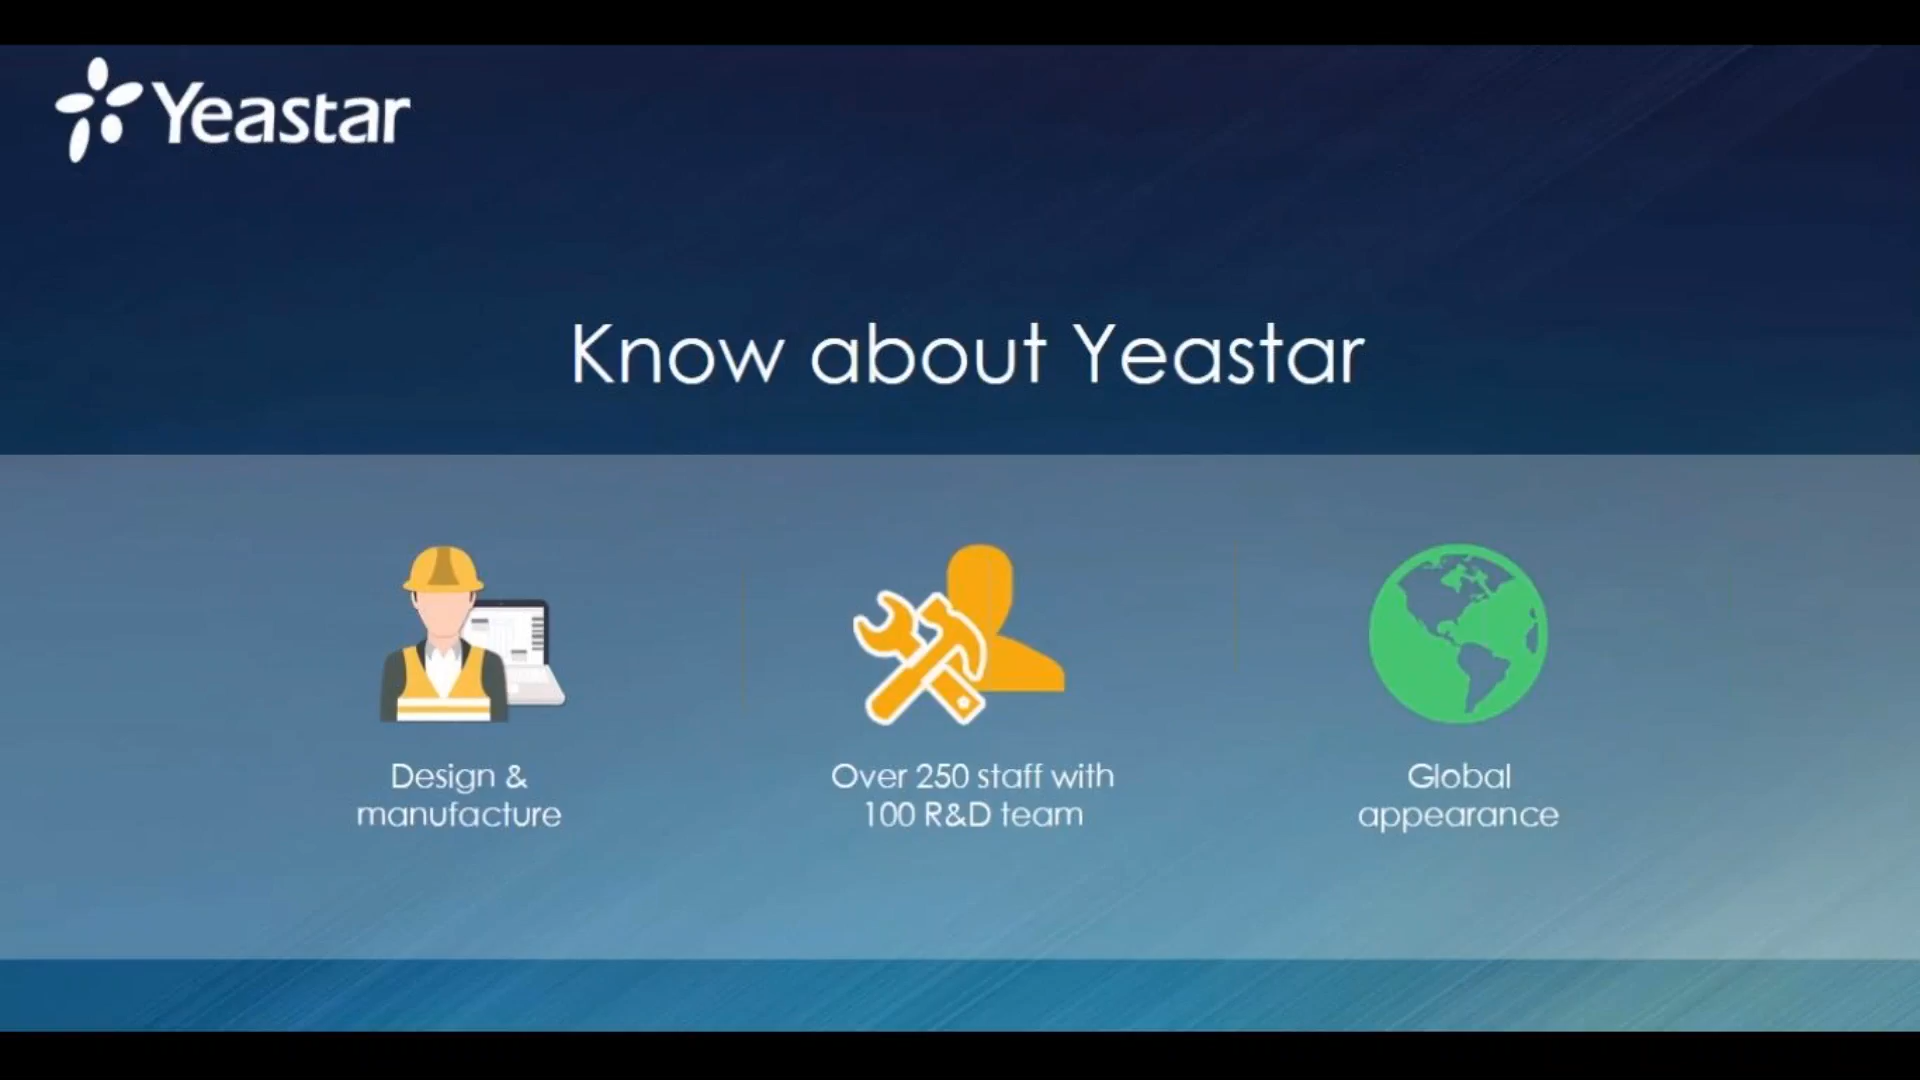 Yeastar
Know about Yeastar
Design &
manufacture
Over 250 staff with
100 R&D team
Global
appearance